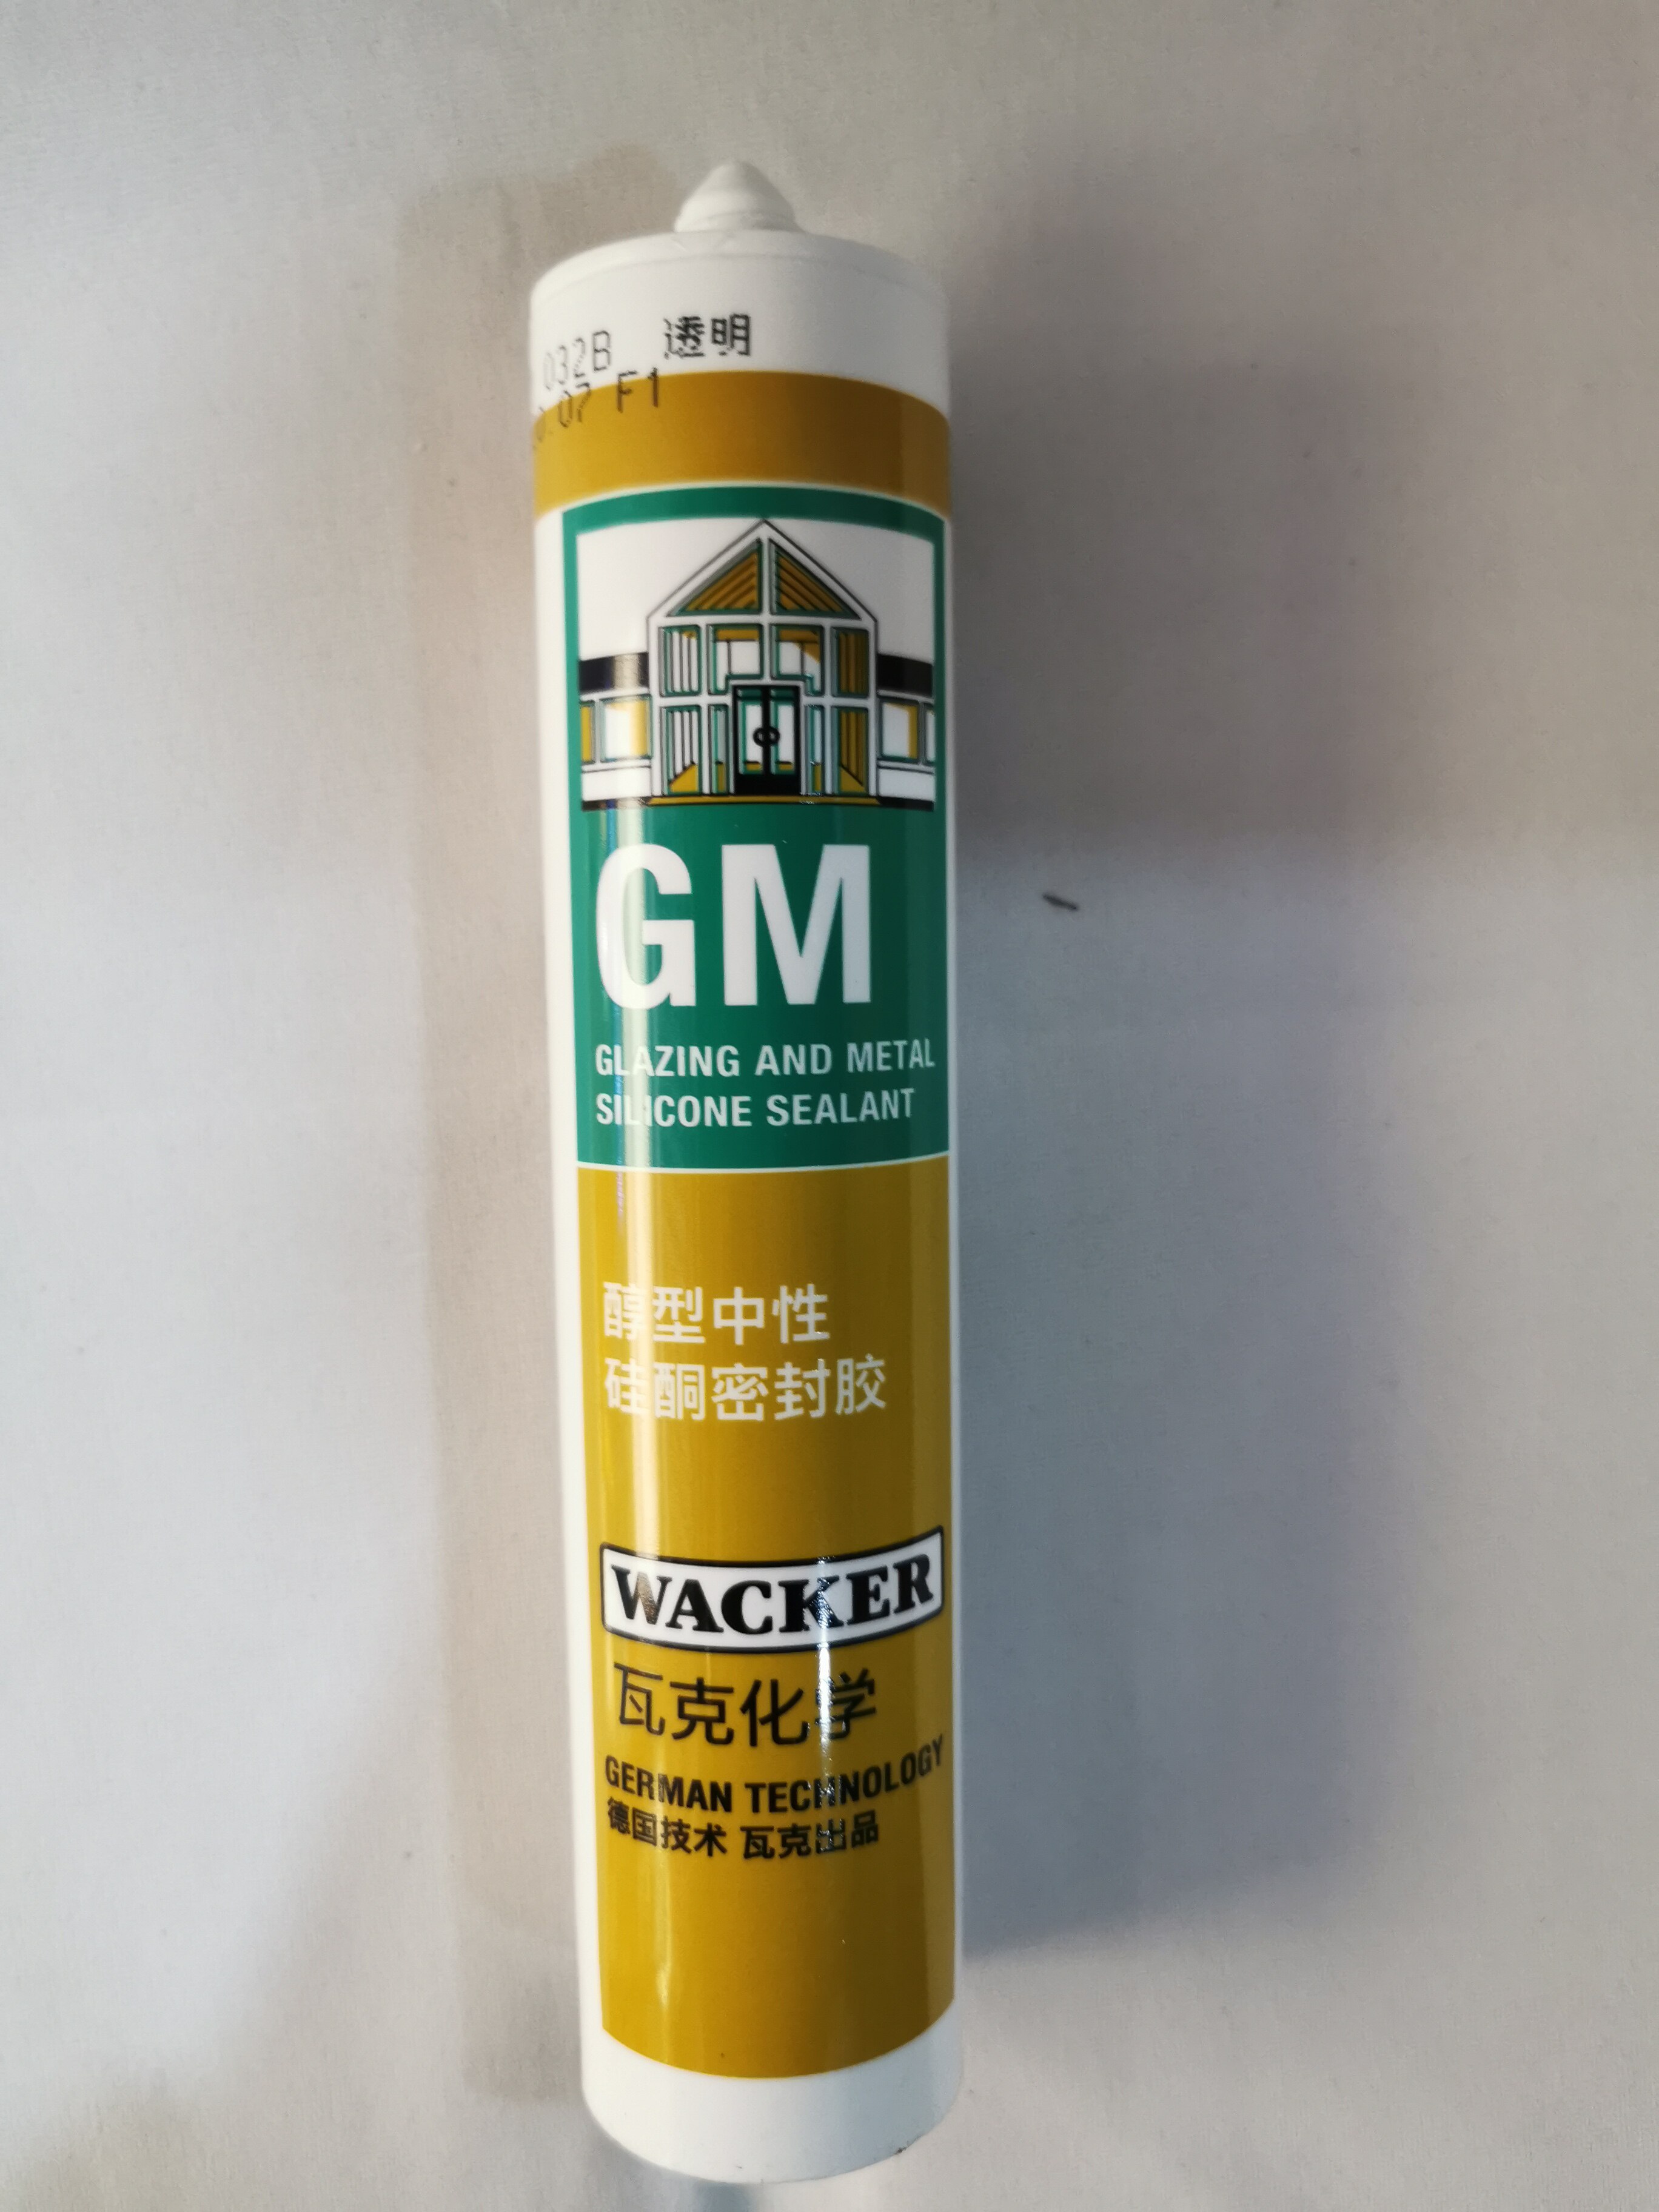 032B 透明
07 F1
GM
GLAZING AND METAL
SILICONE SEALANT
醇型中性
硅酮密封胶
WACKER
瓦克化学
GERMAN TECHNOLOGY
德国技术 瓦克出品